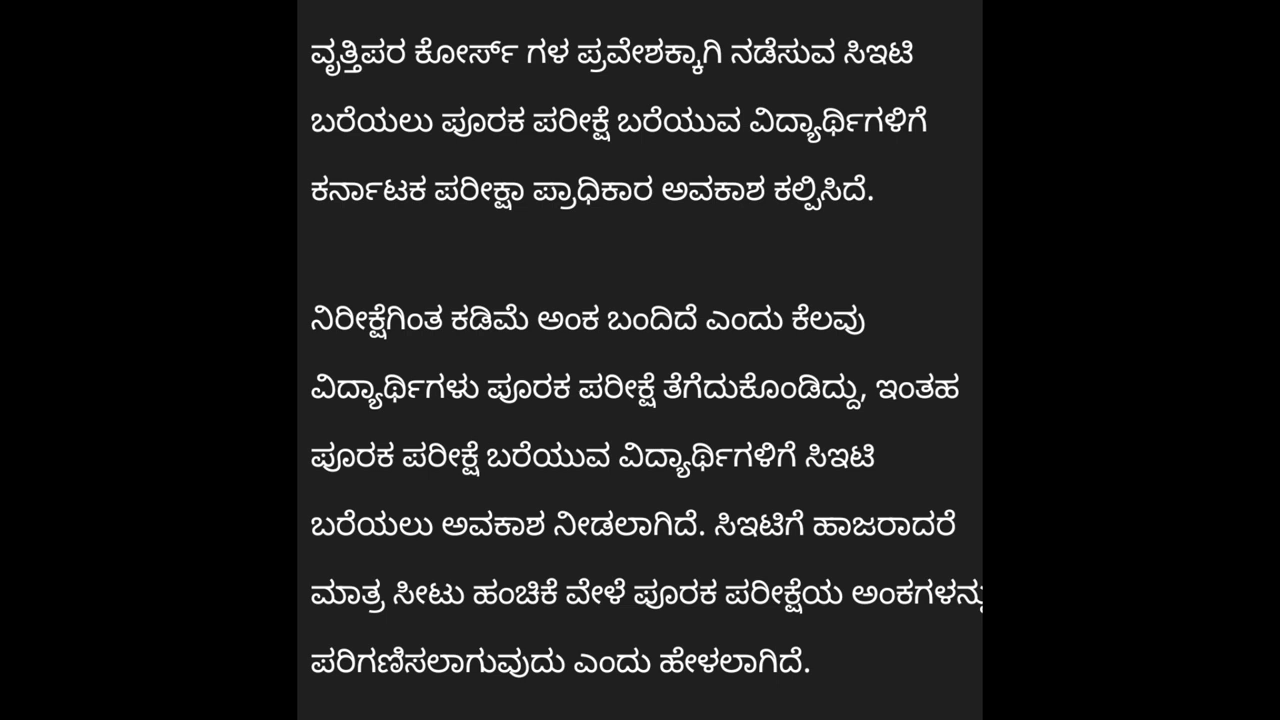 ವೃತ್ತಿಪರ ಕೋರ್ಸ್ ಗಳ ಪ್ರವೇಶಕ್ಕಾಗಿ ನಡೆಸುವ ಸಿಇಟಿ
ಬರೆಯಲು ಪೂರಕ ಪರೀಕ್ಷೆ ಬರೆಯುವ ವಿದ್ಯಾರ್ಥಿಗಳಿಗೆ
ಕರ್ನಾಟಕ ಪರೀಕ್ಷಾ ಪ್ರಾಧಿಕಾರ ಅವಕಾಶ ಕಲ್ಪಿಸಿದೆ.
ನಿರೀಕ್ಷೆಗಿಂತ ಕಡಿಮೆ ಅಂಕ ಬಂದಿದೆ ಎಂದು ಕೆಲವು
ವಿದ್ಯಾರ್ಥಿಗಳು ಪೂರಕ ಪರೀಕ್ಷೆ ತೆಗೆದುಕೊಂಡಿದ್ದು, ಇಂತಹ
ಪೂರಕ ಪರೀಕ್ಷೆ ಬರೆಯುವ ವಿದ್ಯಾರ್ಥಿಗಳಿಗೆ ಸಿಇಟಿ
ಬರೆಯಲು ಅವಕಾಶ ನೀಡಲಾಗಿದೆ. ಸಿಇಟಿಗೆ ಹಾಜರಾದರೆ
ಮಾತ್ರ ಸೀಟು ಹಂಚಿಕೆ ವೇಳೆ ಪೂರಕ ಪರೀಕ್ಷೆಯ ಅಂಕಗಳನ್ನು
ಪರಿಗಣಿಸಲಾಗುವುದು ಎಂದು ಹೇಳಲಾಗಿದೆ.